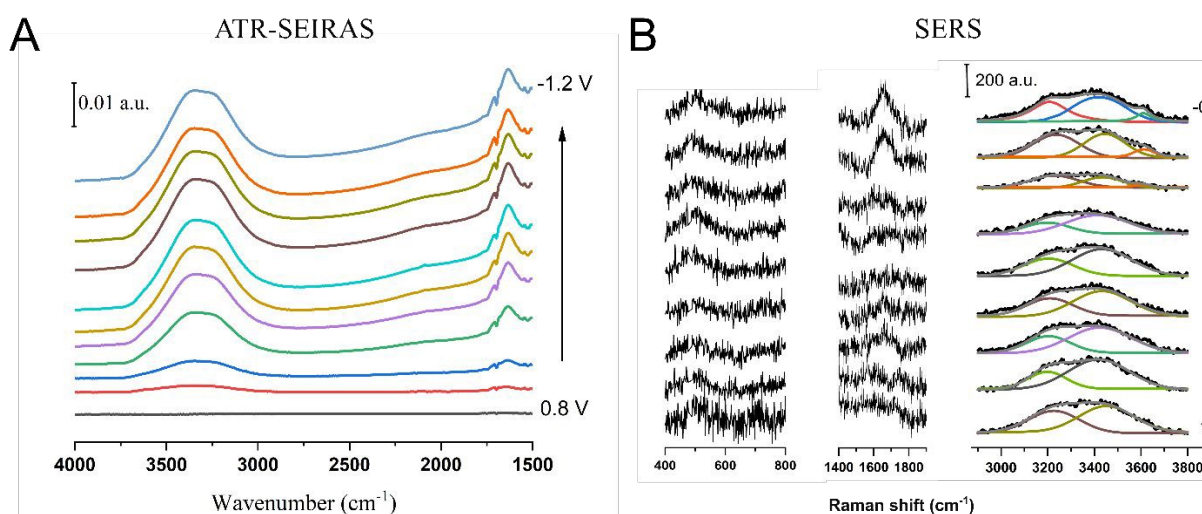 A
ATR-SEIRAS
0.01 a.u.
-1.2 V
0.8 V
4000 3500 3000 2500 2000 1500
Wavenumber (cm⁻¹)
B
SERS
200 a.u.
400 600 800 1400 1600 1800 3000 3200 3400 3600 3800
Raman shift (cm⁻¹)